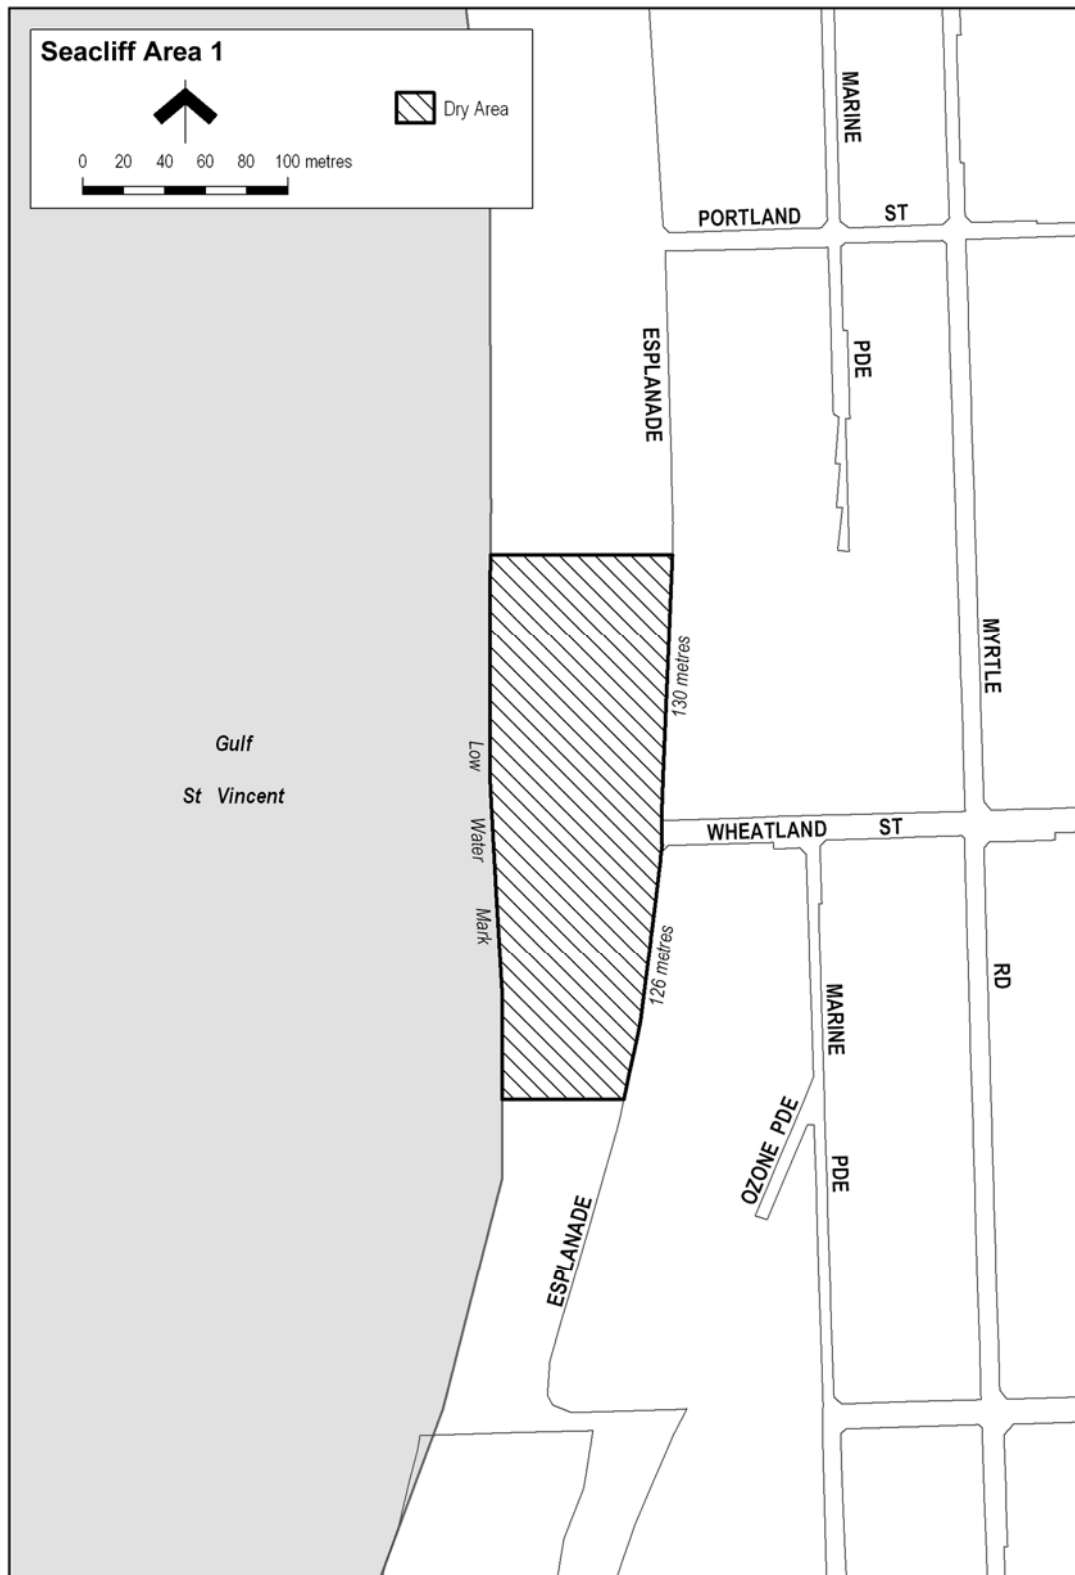 Seacliff Area 1
Dry Area
0 20 40 60 80 100 metres
MARINE
PORTLAND ST
ESPLANADE
PDE
130 metres
MYRTLE
Gulf
St Vincent
Low
Water
Mark
WHEATLAND ST
126 metres
RD
MARINE
OZONE PDE
PDE
ESPLANADE